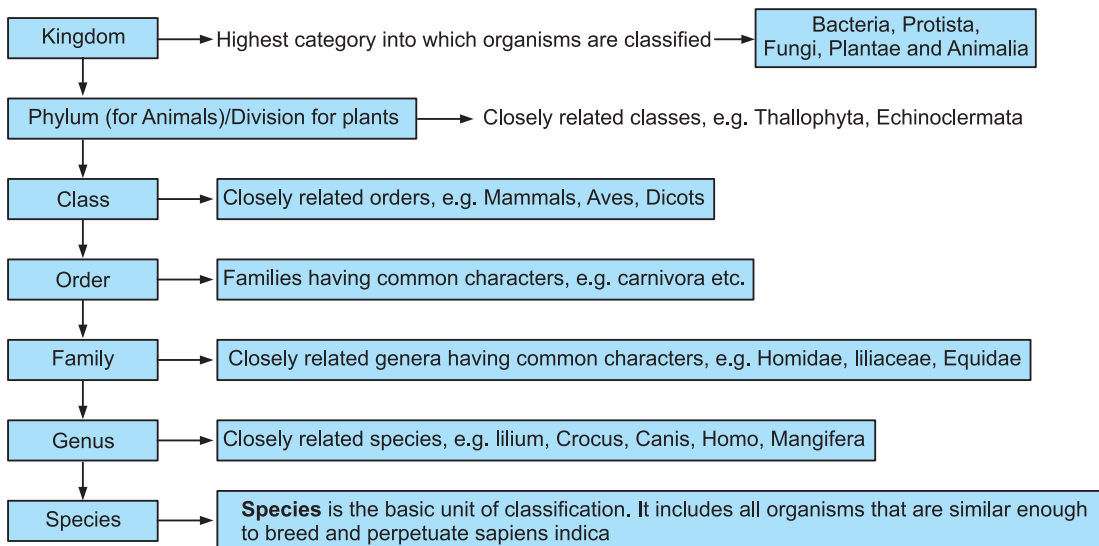 Kingdom
Highest category into which organisms are classified
Bacteria, Protista,
Fungi, Plantae and Animalia
Phylum (for Animals)/Division for plants
Closely related classes, e.g. Thallophyta, Echinoclermata
Class
Closely related orders, e.g. Mammals, Aves, Dicots
Order
Families having common characters, e.g. carnivora etc.
Family
Closely related genera having common characters, e.g. Homidae, liliaceae, Equidae
Genus
Closely related species, e.g. lilium, Crocus, Canis, Homo, Mangifera
Species
Species is the basic unit of classification. It includes all organisms that are similar enough
to breed and perpetuate sapiens indica